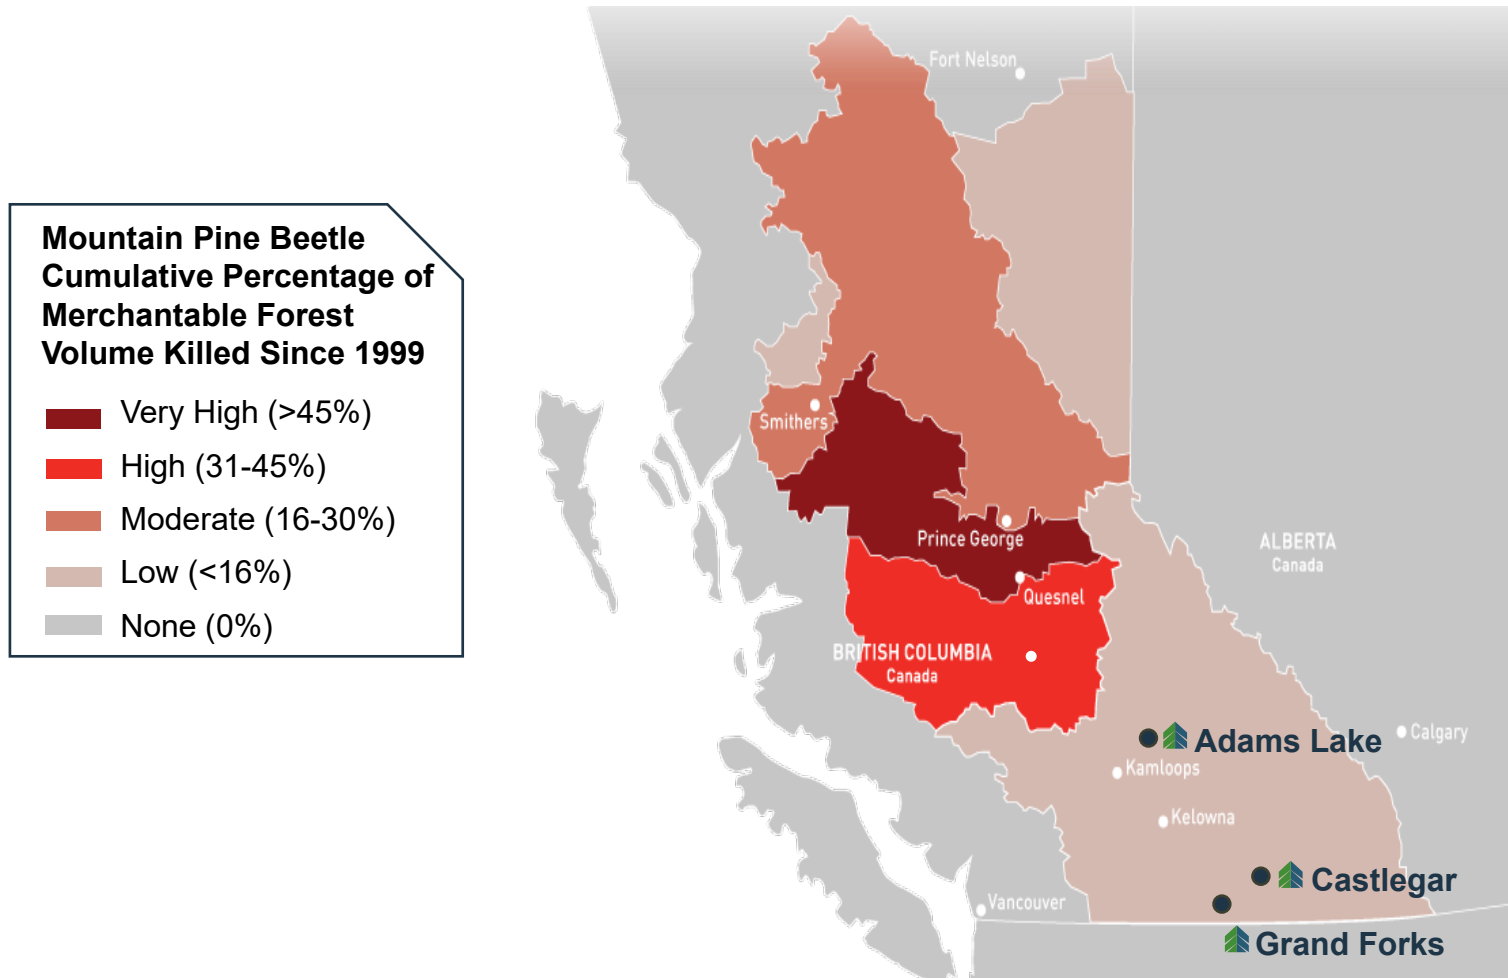 Mountain Pine Beetle
Cumulative Percentage of
Merchantable Forest
Volume Killed Since 1999
Very High (>45%)
High (31-45%)
Moderate (16-30%)
Low (<16%)
None (0%)
Fort Nelson
Smithers
Prince George
Quesnel
ALBERTA
Canada
BRITISH COLUMBIA
Canada
Adams Lake
Calgary
Kamloops
Kelowna
Castlegar
Vancouver
Grand Forks